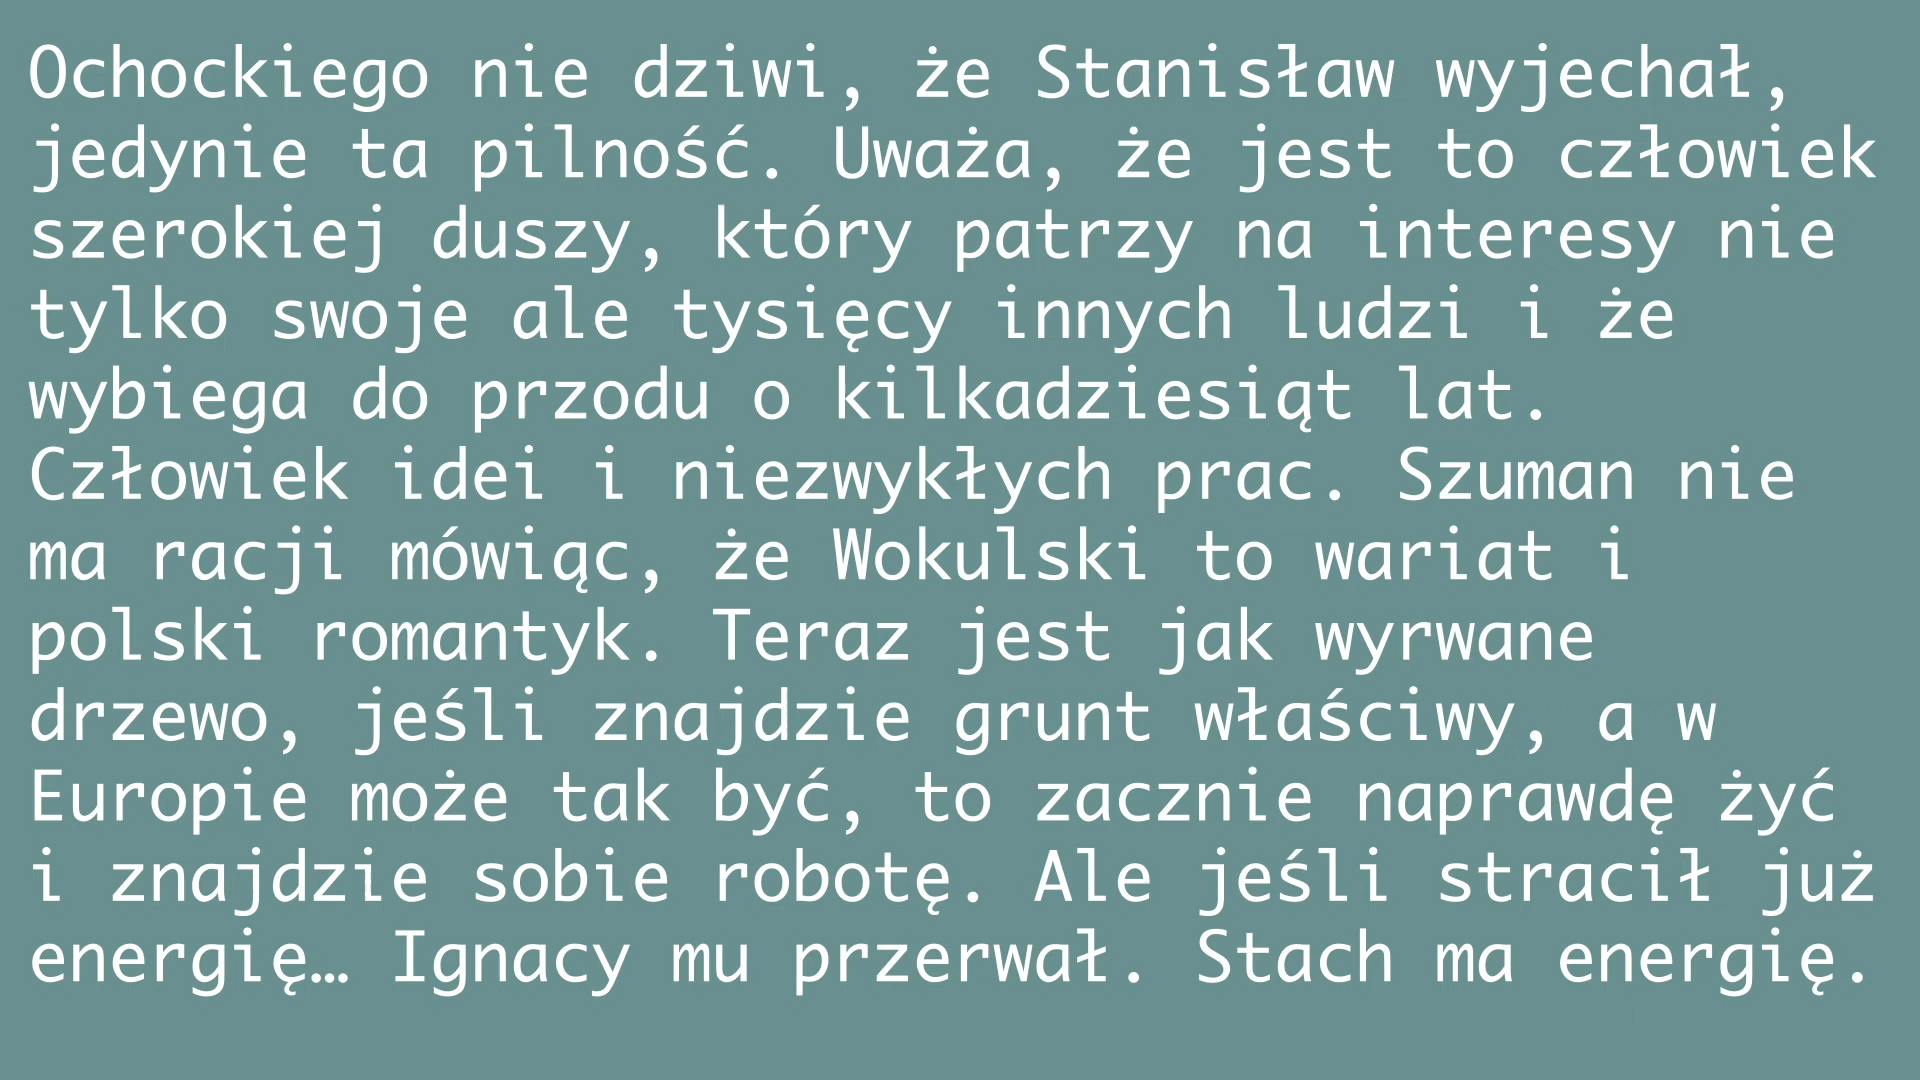 Ochockiego nie dziwi, że Stanisław wyjechał,
jedynie ta pilność. Uważa, że jest to człowiek
szerokiej duszy, który patrzy na interesy nie
tylko swoje ale tysięcy innych ludzi i że
wybiega do przodu o kilkadziesiąt lat.
Człowiek idei i niezwykłych prac. Szuman nie
ma racji mówiąc, że Wokulski to wariat i
polski romantyk. Teraz jest jak wyrwane
drzewo, jeśli znajdzie grunt właściwy, a w
Europie może tak być, to zacznie naprawdę żyć
i znajdzie sobie robotę. Ale jeśli stracił już
energię… Ignacy mu przerwał. Stach ma energię.